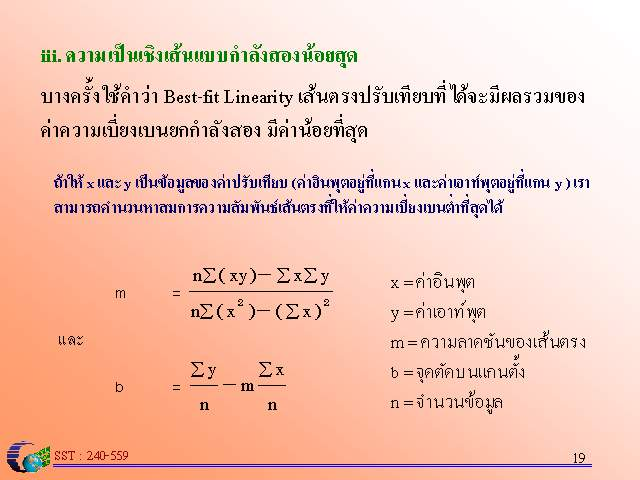 iii. ความเป็นเชิงเส้นแบบกำลังสองน้อยสุด
บางครั้งใช้คำว่า Best-fit Linearity เส้นตรงปรับเทียบที่ได้จะมีผลรวมของ
ค่าความเบี่ยงเบนยกกำลังสอง มีค่าน้อยที่สุด
ถ้าให้ x และ y เป็นข้อมูลของค่าปรับเทียบ (ค่าอินพุตอยู่ที่แกน x และค่าเอาท์พุตอยู่ที่แกน y ) เรา
สามารถคำนวนหาสมการความสัมพันธ์เส้นตรงที่ให้ค่าความเบี่ยงเบนต่ำที่สุดได้
m = n∑(xy)−∑x∑y / n∑(x²)−(∑x)²
และ
b = ∑y / n − m ∑x / n
x = ค่าอินพุต
y = ค่าเอาท์พุต
m = ความลาดชันของเส้นตรง
b = จุดตัดบนแกนตั้ง
n = จำนวนข้อมูล
SST : 240-559
19